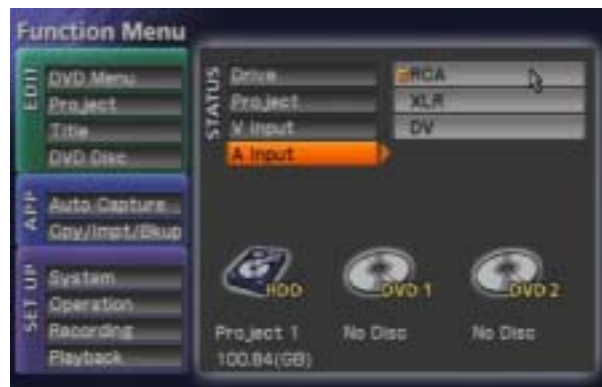 Function Menu
EDIT
DVD Menu
Project
Title
DVD Disc
APP
Auto Capture
Cpy/Impt/Bkup
SET UP
System
Operation
Recording
Playback
STATUS
Drive
Project
V Input
A Input
RCA
XLR
DV
HDD
DVD 1
DVD 2
Project 1
No Disc
No Disc
100.84(GB)